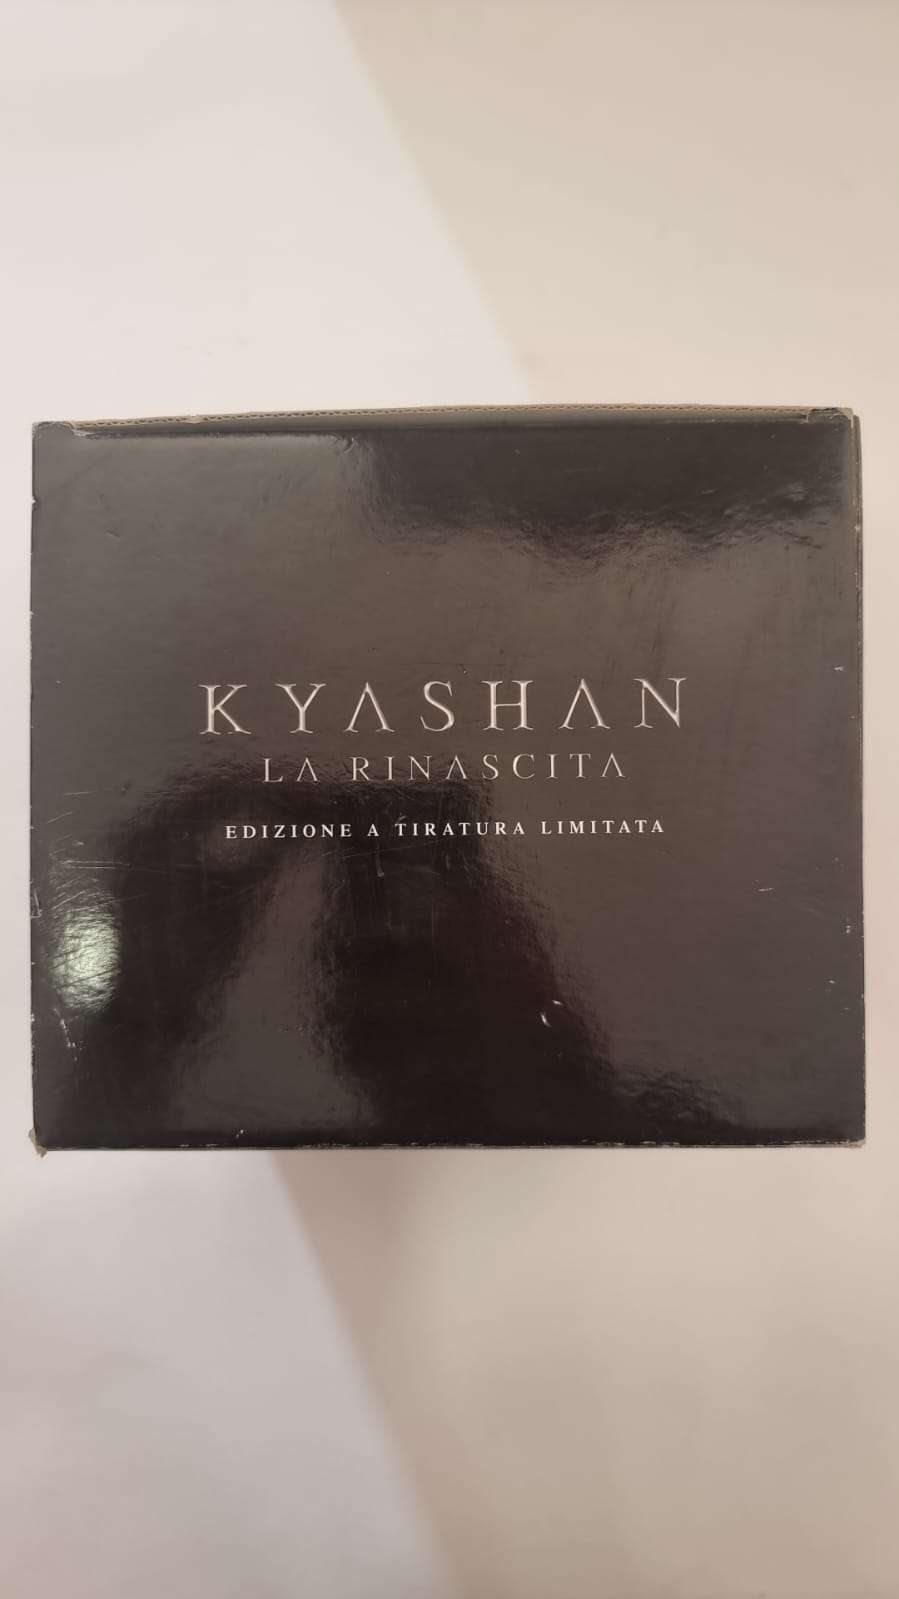 KYASHAN
LA RINASCITA
EDIZIONE A TIRATURA LIMITATA